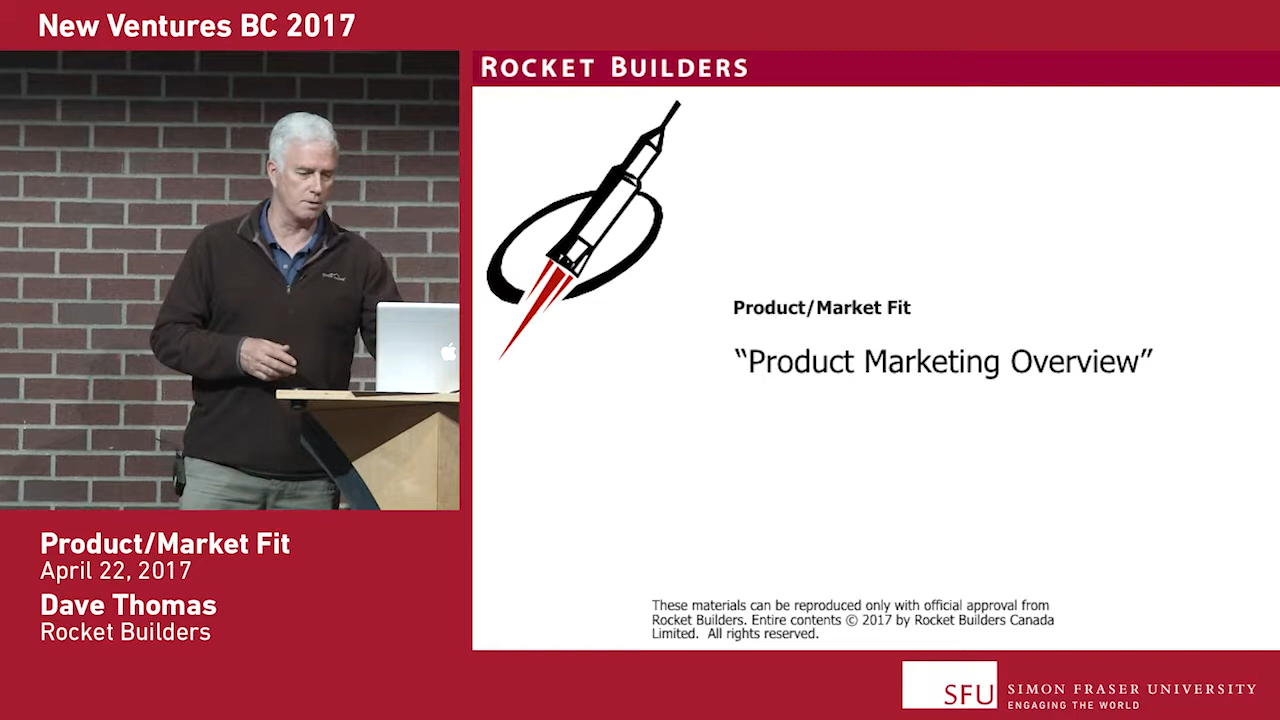 New Ventures BC 2017
ROCKET BUILDERS
Product/Market Fit
“Product Marketing Overview”
These materials can be reproduced only with official approval from
Rocket Builders. Entire contents © 2017 by Rocket Builders Canada
Limited. All rights reserved.
Product/Market Fit
April 22, 2017
Dave Thomas
Rocket Builders
SFU
SIMON FRASER UNIVERSITY
ENGAGING THE WORLD